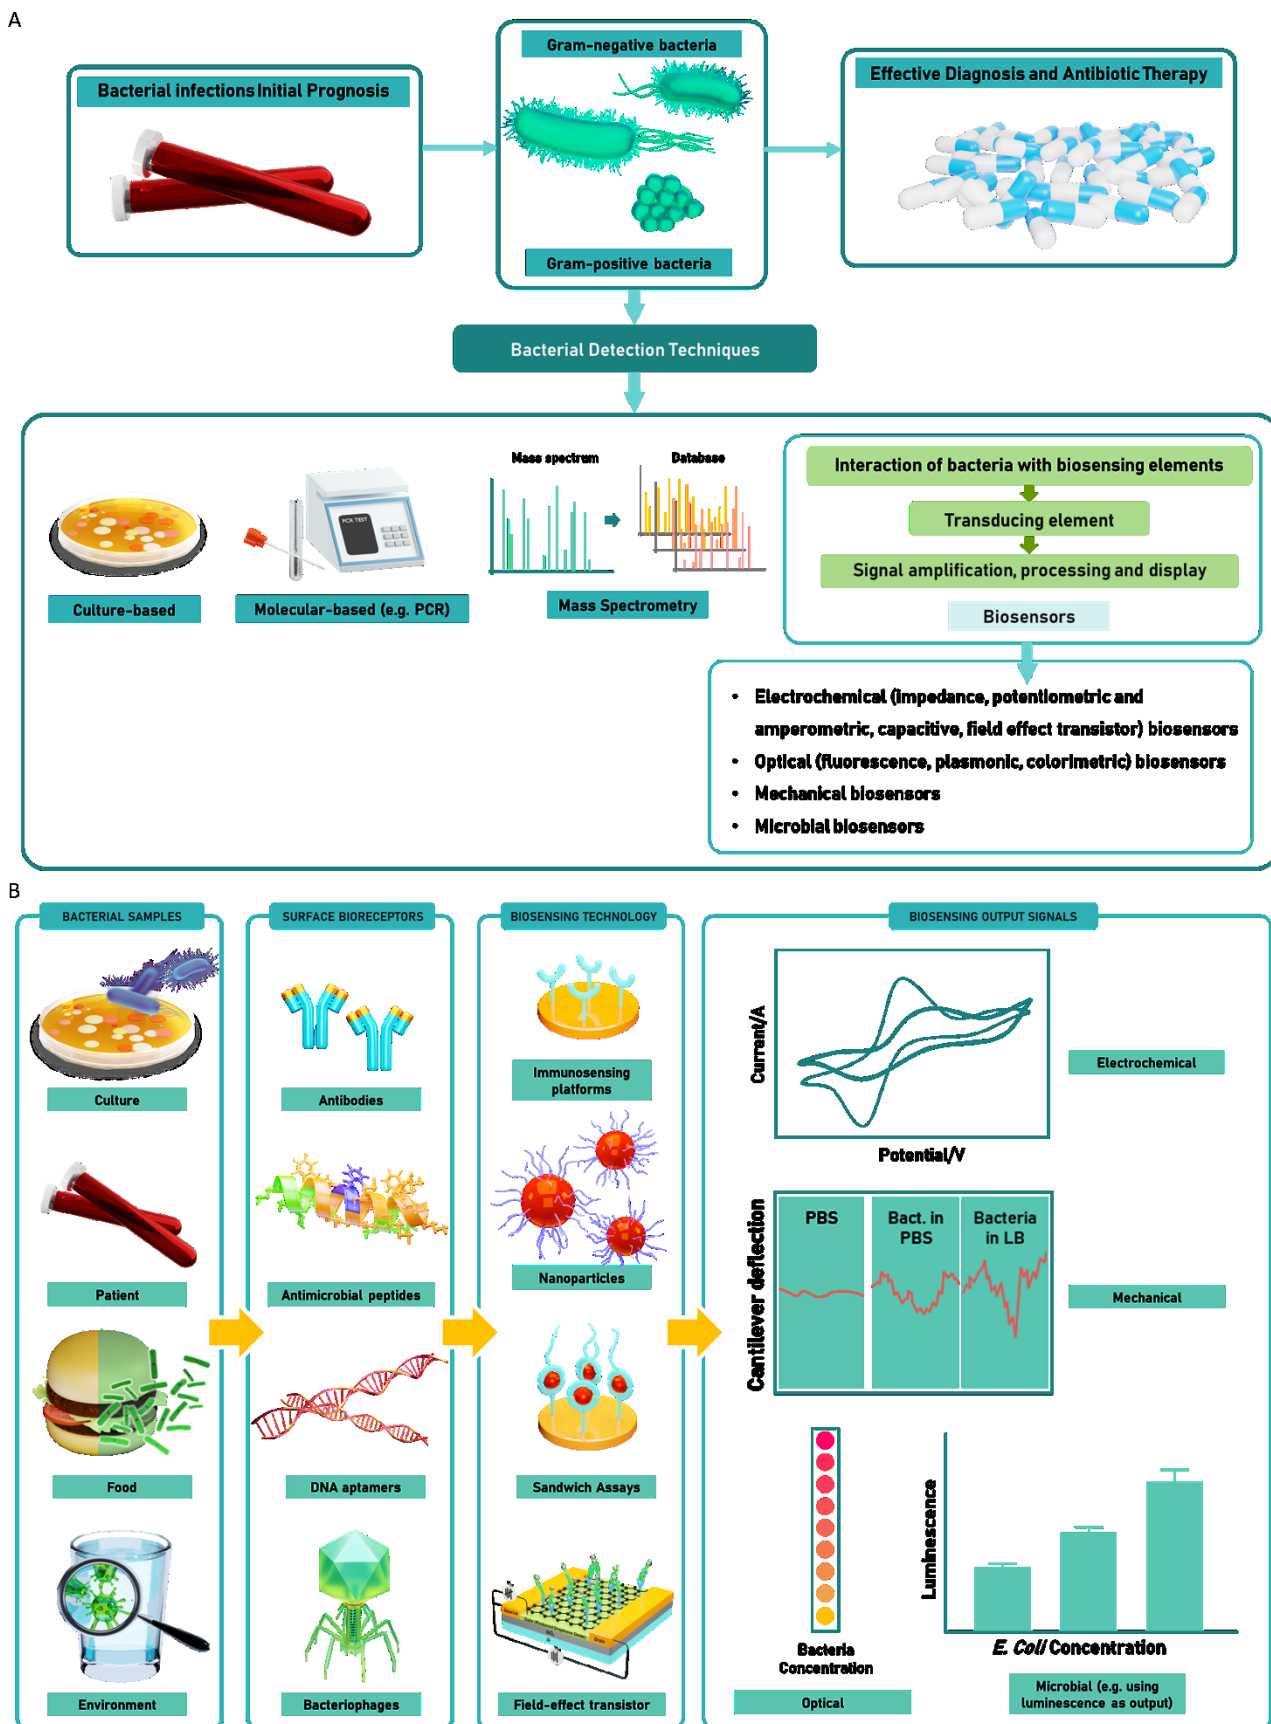 A
Gram-negative bacteria
Bacterial infections Initial Prognosis
Effective Diagnosis and Antibiotic Therapy
Gram-positive bacteria
Bacterial Detection Techniques
Mass spectrum
Database
PCR TEST
Culture-based
Molecular-based (e.g. PCR)
Mass Spectrometry
Interaction of bacteria with biosensing elements
Transducing element
Signal amplification, processing and display
Biosensors
• Electrochemical (impedance, potentiometric and
amperometric, capacitive, field effect transistor) biosensors
• Optical (fluorescence, plasmonic, colorimetric) biosensors
• Mechanical biosensors
• Microbial biosensors
B
BACTERIAL SAMPLES
Culture
Patient
Food
Environment
SURFACE BIORECEPTORS
Antibodies
Antimicrobial peptides
DNA aptamers
Bacteriophages
BIOSENSING TECHNOLOGY
Immunosensing
platforms
Nanoparticles
Sandwich Assays
Source
Drain
Field-effect transistor
BIOSENSING OUTPUT SIGNALS
Current/A
Potential/V
Electrochemical
Cantilever deflection
PBS
Bact. in
PBS
Bacteria
in LB
Mechanical
Bacteria
Concentration
Optical
Luminescence
E. Coli Concentration
Microbial (e.g. using
luminescence as output)